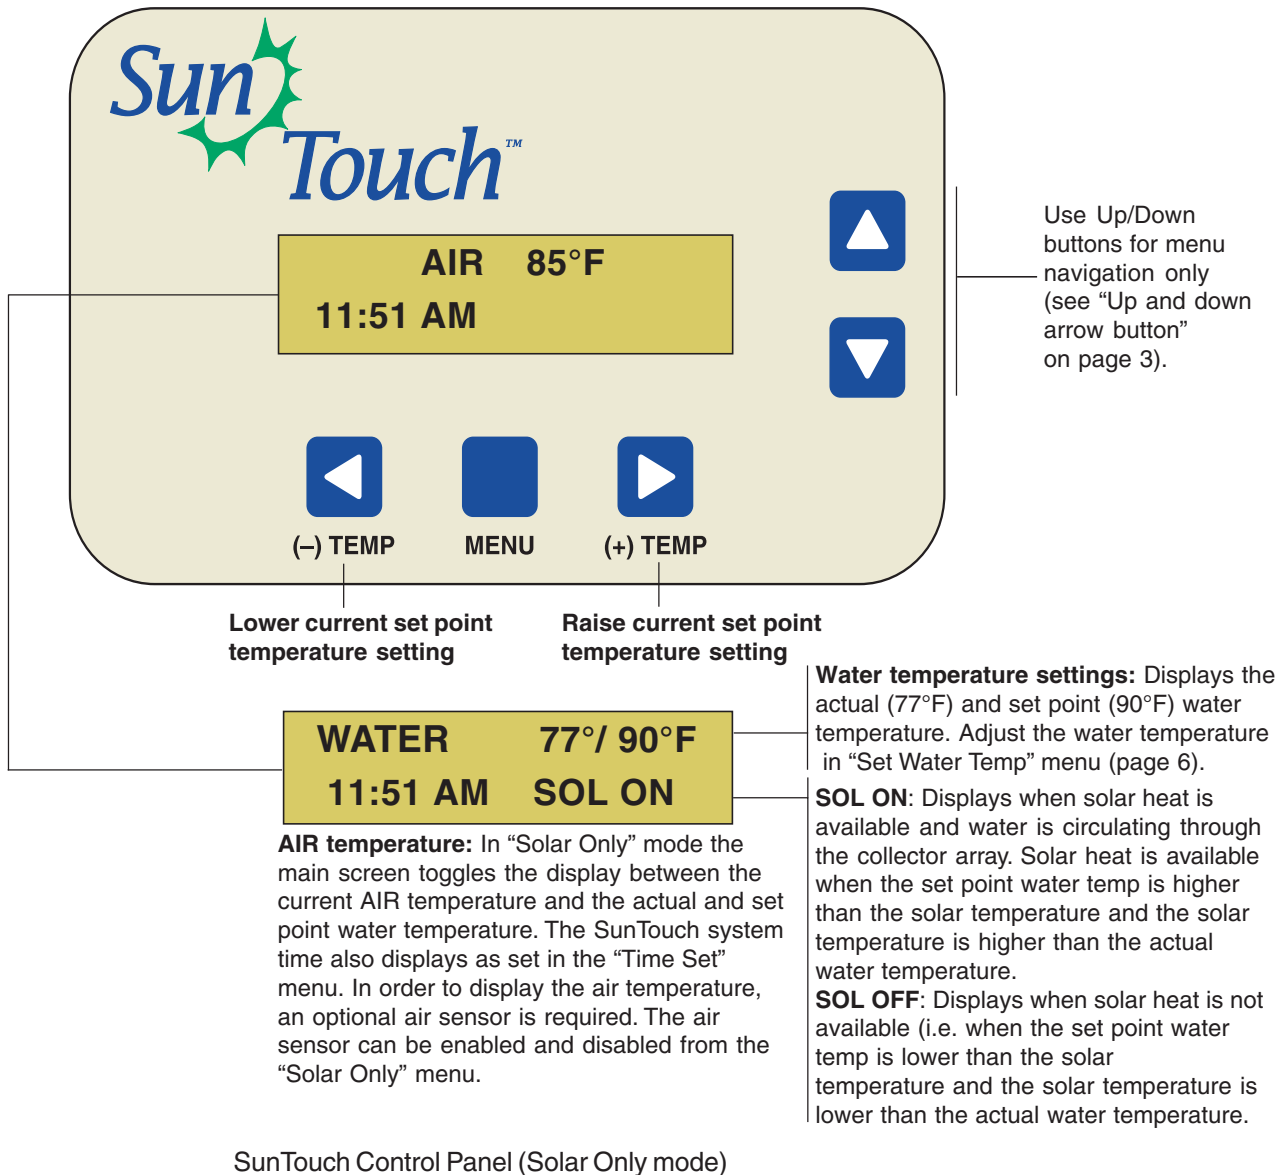 Sun
Touch™
AIR 85°F
11:51 AM
Use Up/Down
buttons for menu
navigation only
(see “Up and down
arrow button”
on page 3).
(–) TEMP MENU (+) TEMP
Lower current set point
temperature setting
Raise current set point
temperature setting
WATER 77°/ 90°F
11:51 AM SOL ON
Water temperature settings: Displays the
actual (77°F) and set point (90°F) water
temperature. Adjust the water temperature
in “Set Water Temp” menu (page 6).
SOL ON: Displays when solar heat is
available and water is circulating through
the collector array. Solar heat is available
when the set point water temp is higher
than the solar temperature and the solar
temperature is higher than the actual
water temperature.
SOL OFF: Displays when solar heat is not
available (i.e. when the set point water
temp is lower than the solar
temperature and the solar temperature is
lower than the actual water temperature.
AIR temperature: In “Solar Only” mode the
main screen toggles the display between the
current AIR temperature and the actual and set
point water temperature. The SunTouch system
time also displays as set in the “Time Set”
menu. In order to display the air temperature,
an optional air sensor is required. The air
sensor can be enabled and disabled from the
“Solar Only” menu.
SunTouch Control Panel (Solar Only mode)